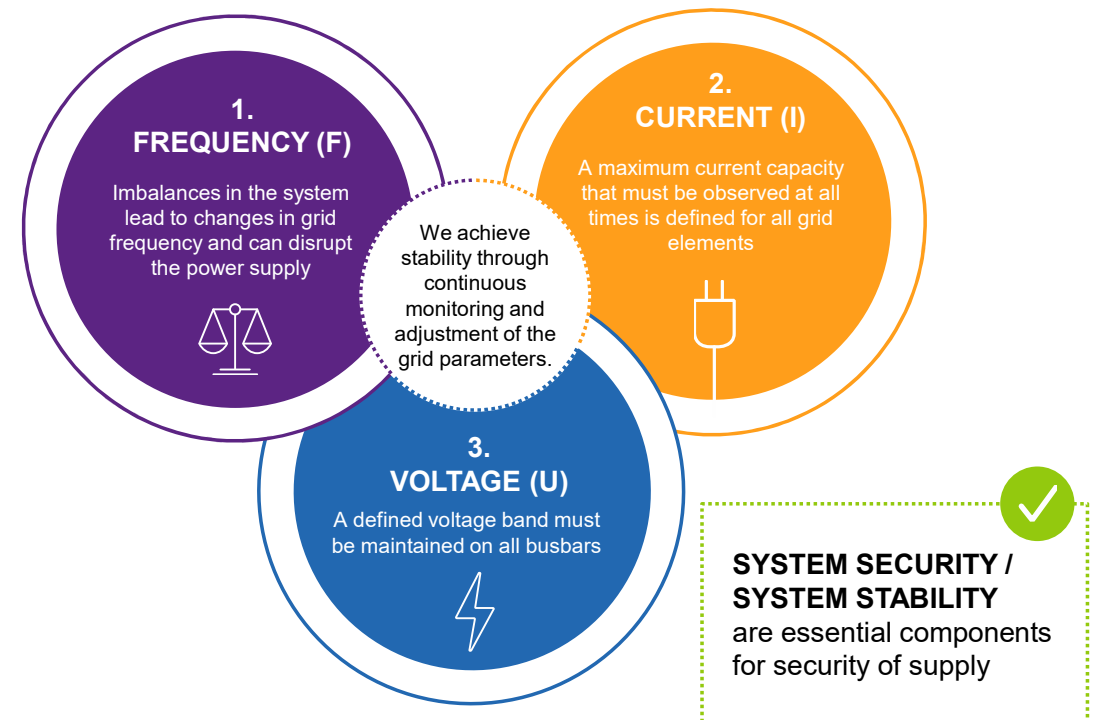 1.
FREQUENCY (F)
Imbalances in the system
lead to changes in grid
frequency and can disrupt
the power supply
2.
CURRENT (I)
A maximum current capacity
that must be observed at all
times is defined for all grid
elements
We achieve
stability through
continuous
monitoring and
adjustment of the
grid parameters.
3.
VOLTAGE (U)
A defined voltage band must
be maintained on all busbars
SYSTEM SECURITY /
SYSTEM STABILITY
are essential components
for security of supply